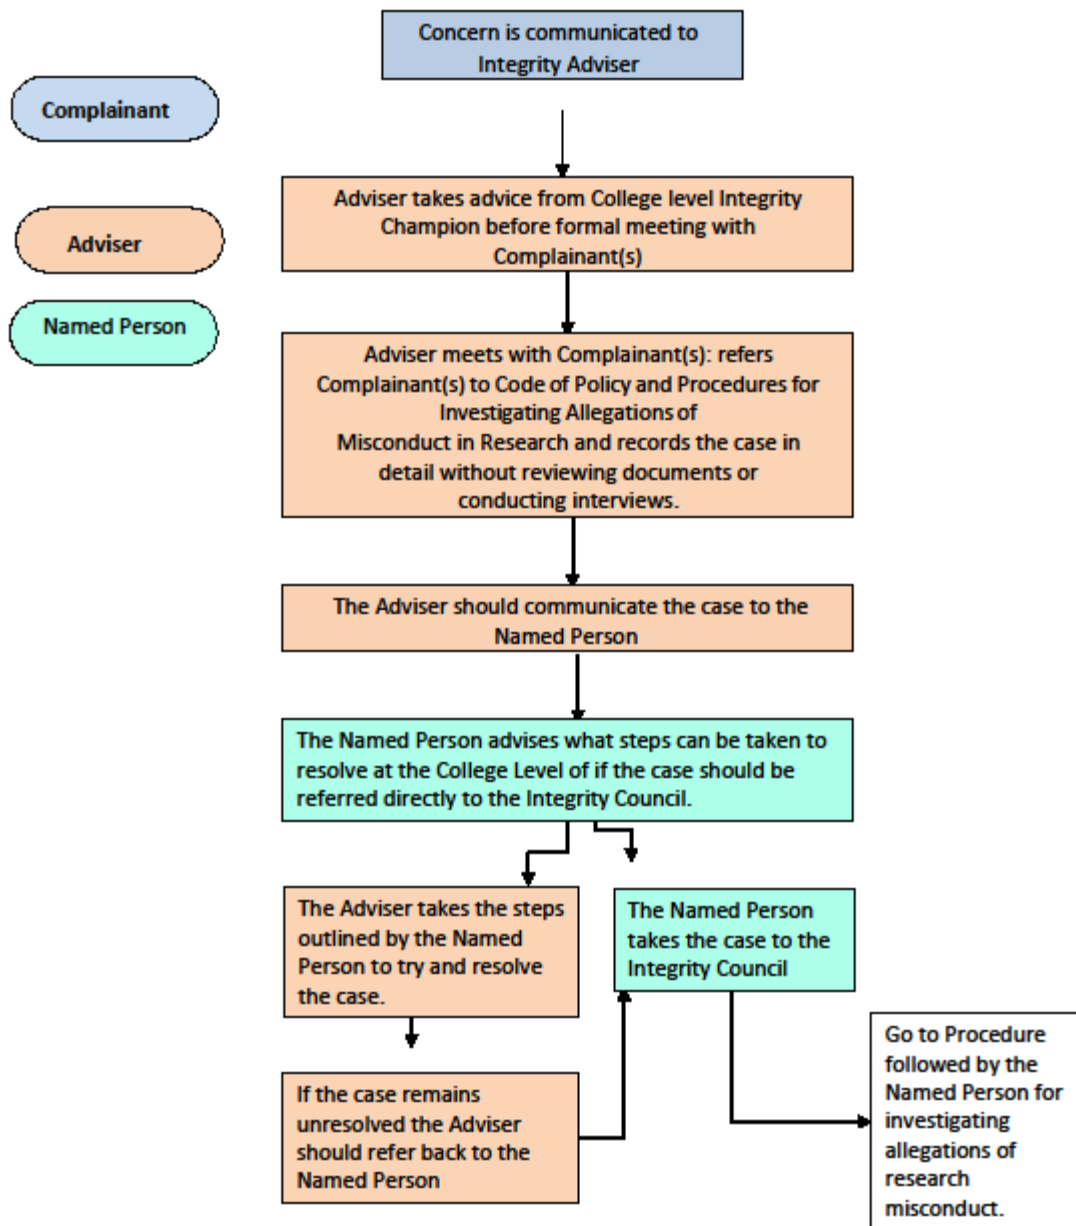 Concern is communicated to
Integrity Adviser
Complainant
Adviser takes advice from College level Integrity
Champion before formal meeting with
Complainant(s)
Adviser
Named Person
Adviser meets with Complainant(s): refers
Complainant(s) to Code of Policy and Procedures for
Investigating Allegations of
Misconduct in Research and records the case in
detail without reviewing documents or
conducting interviews.
The Adviser should communicate the case to the
Named Person
The Named Person advises what steps can be taken to
resolve at the College Level of if the case should be
referred directly to the Integrity Council.
The Adviser takes the steps
outlined by the Named
Person to try and resolve
the case.
The Named Person
takes the case to the
Integrity Council
If the case remains
unresolved the Adviser
should refer back to the
Named Person
Go to Procedure
followed by the
Named Person for
investigating
allegations of
research
misconduct.